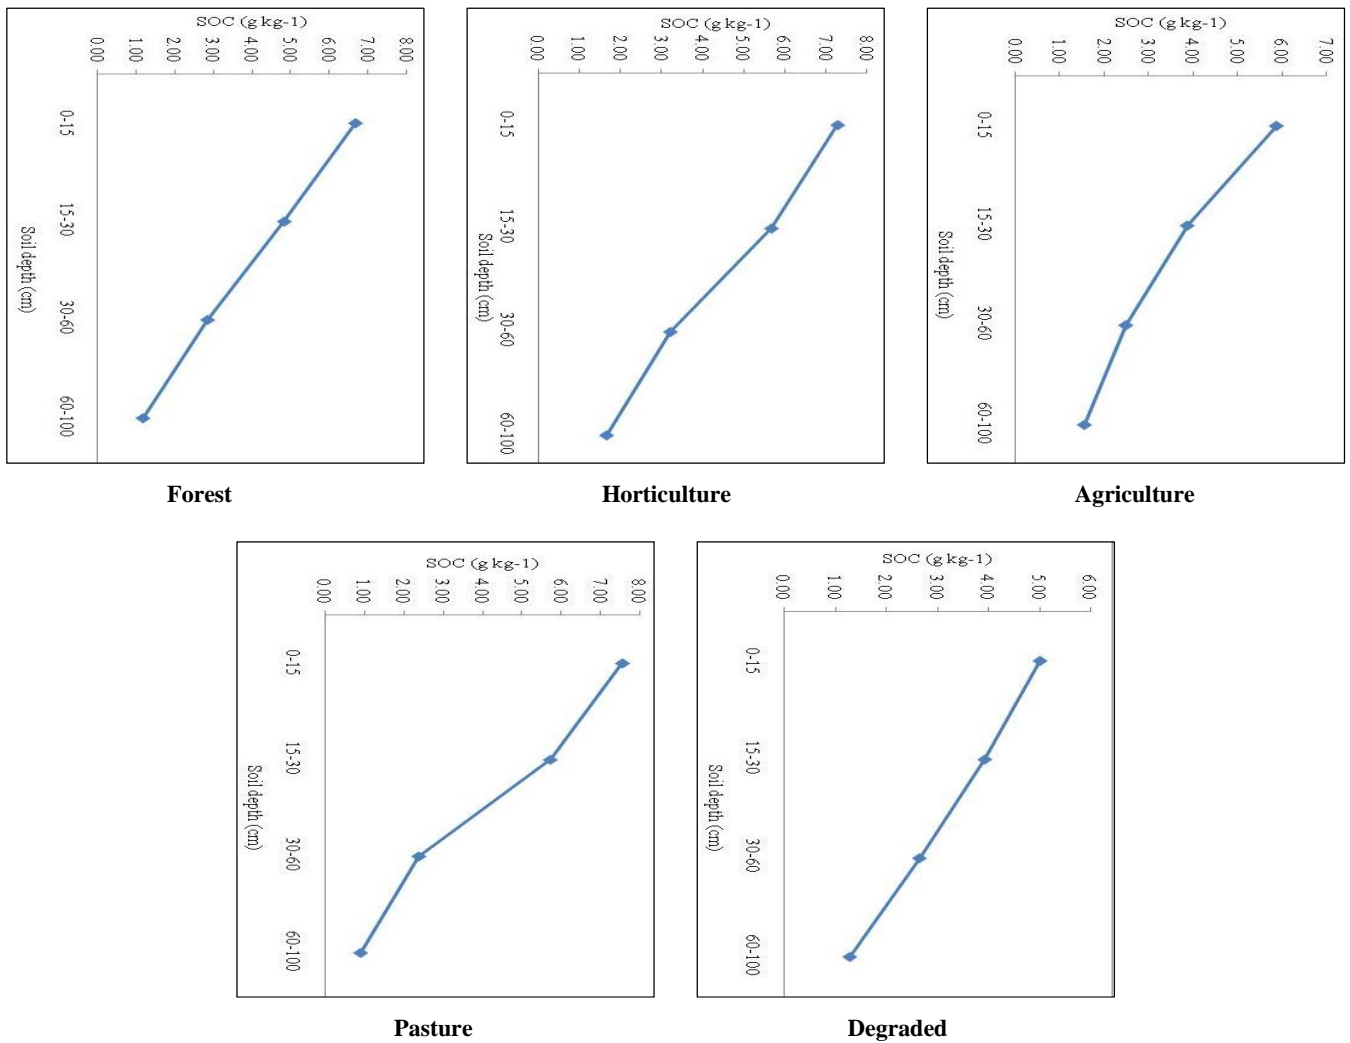 SOC (g kg-1)
0.00 1.00 2.00 3.00 4.00 5.00 6.00 7.00 8.00
0-15
15-30
30-60
60-100
Soil depth (cm)
Forest
SOC (g kg-1)
0.00 1.00 2.00 3.00 4.00 5.00 6.00 7.00 8.00
0-15
15-30
30-60
60-100
Soil depth (cm)
Horticulture
SOC (g kg-1)
0.00 1.00 2.00 3.00 4.00 5.00 6.00 7.00
0-15
15-30
30-60
60-100
Soil depth (cm)
Agriculture
SOC (g kg-1)
0.00 1.00 2.00 3.00 4.00 5.00 6.00 7.00 8.00
0-15
15-30
30-60
60-100
Soil depth (cm)
Pasture
SOC (g kg-1)
0.00 1.00 2.00 3.00 4.00 5.00 6.00
0-15
15-30
30-60
60-100
Soil depth (cm)
Degraded